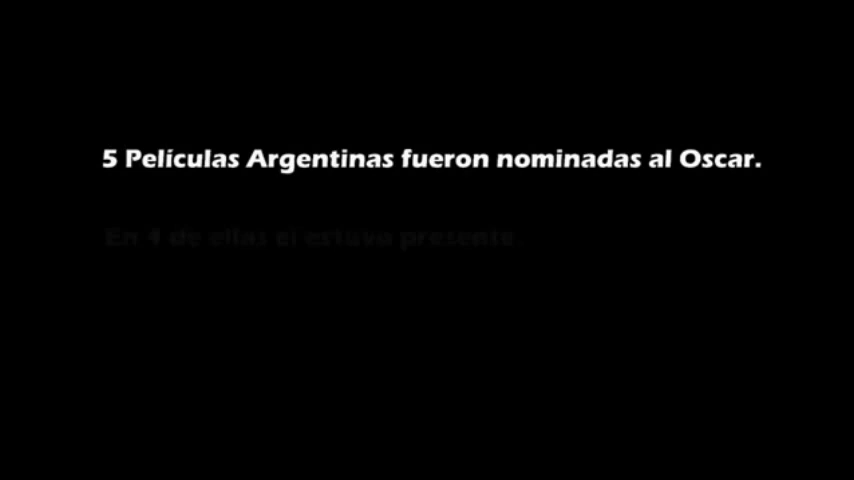 5 Películas Argentinas fueron nominadas al Oscar.
En 4 de ellas el estuvo presente.